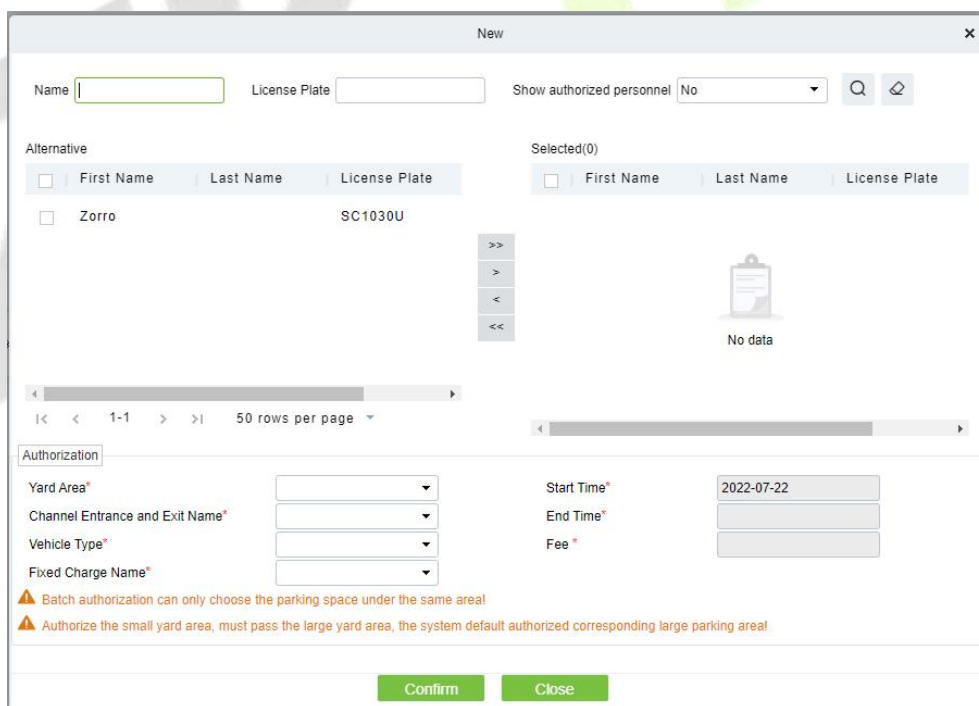 New
Name License Plate Show authorized personnel No
Alternative Selected(0)
First Name Last Name License Plate First Name Last Name License Plate
Zorro SC1030U
>>
>
<
<<
No data
1-1 50 rows per page
Authorization
Yard Area* Start Time* 2022-07-22
Channel Entrance and Exit Name* End Time*
Vehicle Type* Fee *
Fixed Charge Name*
Batch authorization can only choose the parking space under the same area!
Authorize the small yard area, must pass the large yard area, the system default authorized corresponding large parking area!
Confirm Close